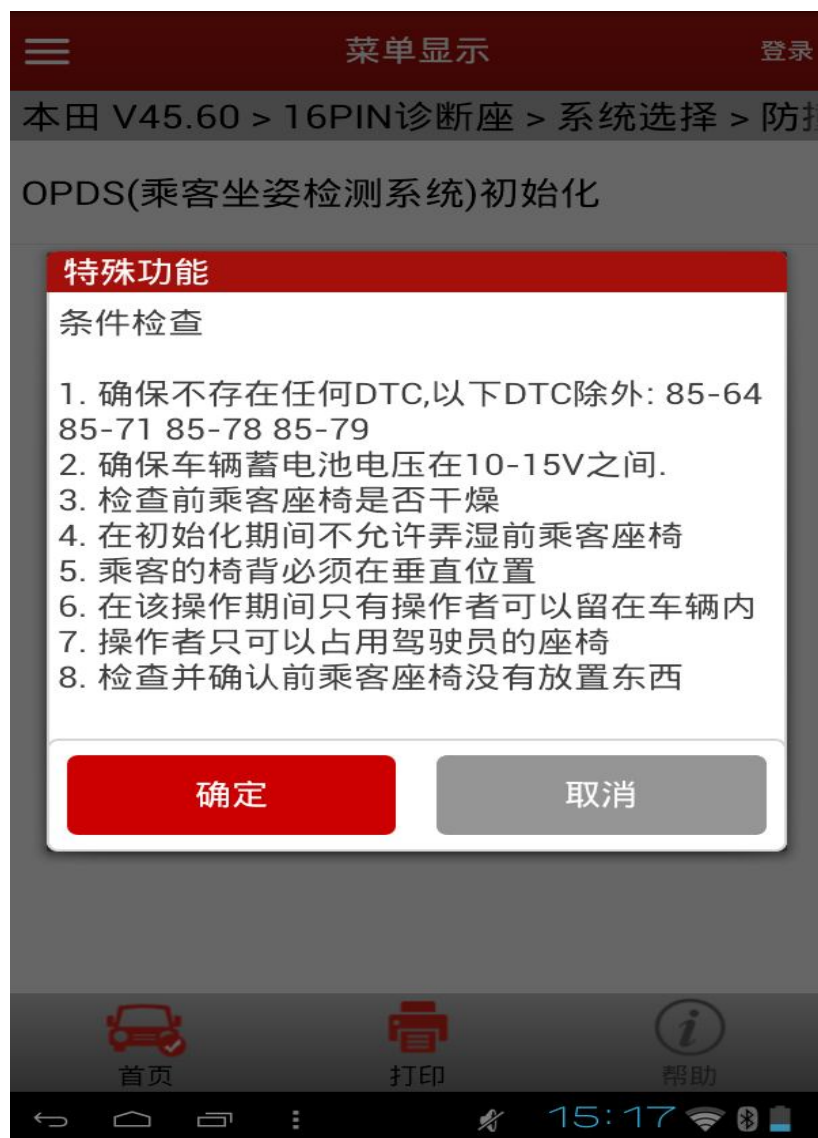 菜单显示
登录
本田 V45.60 > 16PIN诊断座 > 系统选择 > 防
OPDS(乘客坐姿检测系统)初始化
特殊功能
条件检查
1. 确保不存在任何DTC,以下DTC除外: 85-64
85-71 85-78 85-79
2. 确保车辆蓄电池电压在10-15V之间.
3. 检查前乘客座椅是否干燥
4. 在初始化期间不允许弄湿前乘客座椅
5. 乘客的椅背必须在垂直位置
6. 在该操作期间只有操作者可以留在车辆内
7. 操作者只可以占用驾驶员的座椅
8. 检查并确认前乘客座椅没有放置东西
确定
取消
首页
打印
帮助
15:17